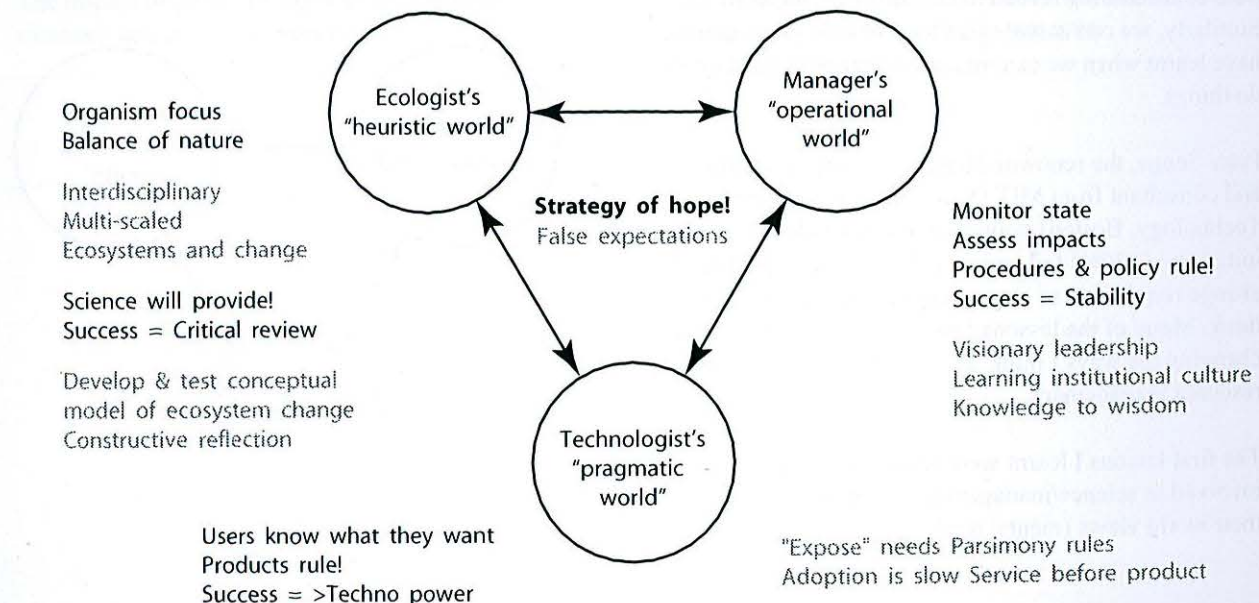 Ecologist's
"heuristic world"
Manager's
"operational
world"
Organism focus
Balance of nature
Interdisciplinary
Multi-scaled
Ecosystems and change
Science will provide!
Success = Critical review
Develop & test conceptual
model of ecosystem change
Constructive reflection
Strategy of hope!
False expectations
Monitor state
Assess impacts
Procedures & policy rule!
Success = Stability
Visionary leadership
Learning institutional culture
Knowledge to wisdom
Technologist's
"pragmatic
world"
Users know what they want
Products rule!
Success = >Techno power
"Expose" needs Parsimony rules
Adoption is slow Service before product